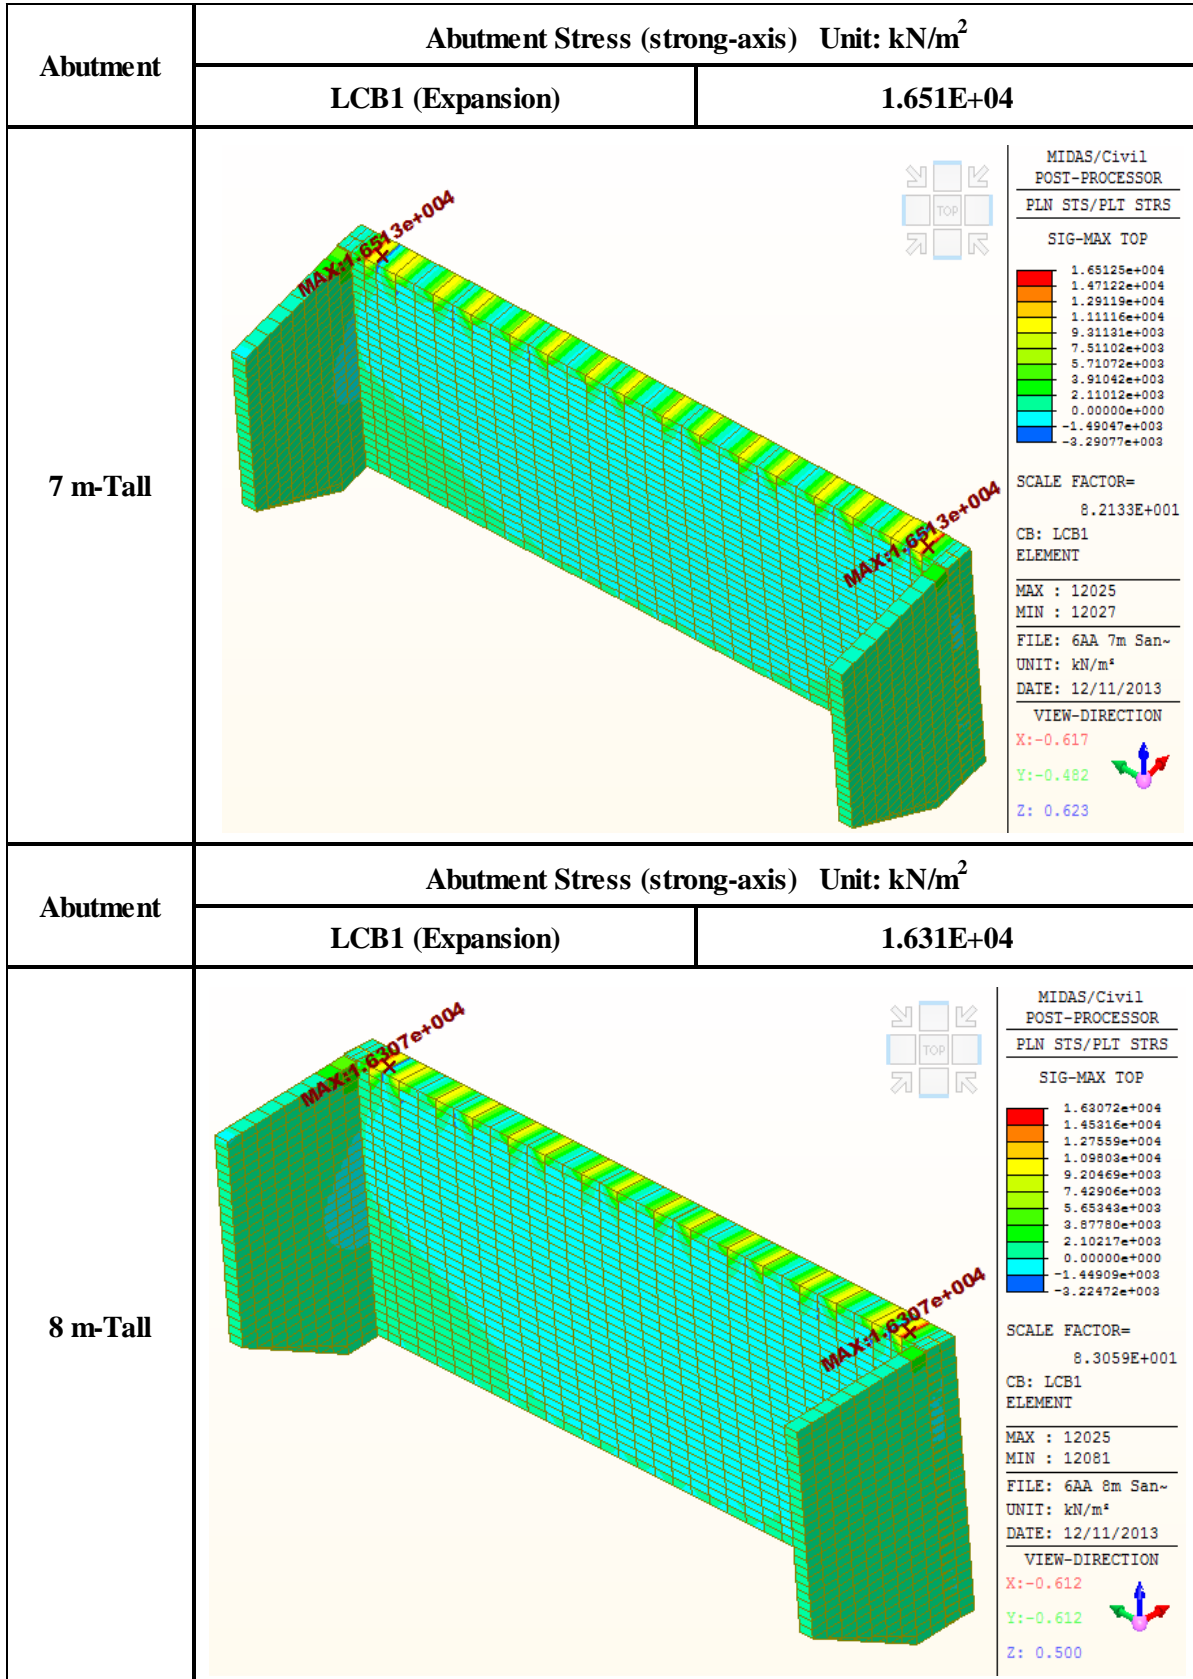 Abutment
Abutment Stress (strong-axis) Unit: kN/m²
LCB1 (Expansion)
1.651E+04
7 m-Tall
MAX:1.6513e+004
MAX:1.6513e+004
TOP
MIDAS/Civil
POST-PROCESSOR
PLN STS/PLT STRS
SIG-MAX TOP
1.65125e+004
1.47122e+004
1.29119e+004
1.11116e+004
9.31131e+003
7.51102e+003
5.71072e+003
3.91042e+003
2.11012e+003
0.00000e+000
-1.49047e+003
-3.29077e+003
SCALE FACTOR=
8.2133E+001
CB: LCB1
ELEMENT
MAX : 12025
MIN : 12027
FILE: 6AA 7m San~
UNIT: kN/m²
DATE: 12/11/2013
VIEW-DIRECTION
X:-0.617
Y:-0.482
Z: 0.623
Abutment
Abutment Stress (strong-axis) Unit: kN/m²
LCB1 (Expansion)
1.631E+04
8 m-Tall
MAX:1.6307e+004
MAX:1.6307e+004
TOP
MIDAS/Civil
POST-PROCESSOR
PLN STS/PLT STRS
SIG-MAX TOP
1.63072e+004
1.45316e+004
1.27559e+004
1.09803e+004
9.20469e+003
7.42906e+003
5.65343e+003
3.87780e+003
2.10217e+003
0.00000e+000
-1.44909e+003
-3.22472e+003
SCALE FACTOR=
8.3059E+001
CB: LCB1
ELEMENT
MAX : 12025
MIN : 12081
FILE: 6AA 8m San~
UNIT: kN/m²
DATE: 12/11/2013
VIEW-DIRECTION
X:-0.612
Y:-0.612
Z: 0.500